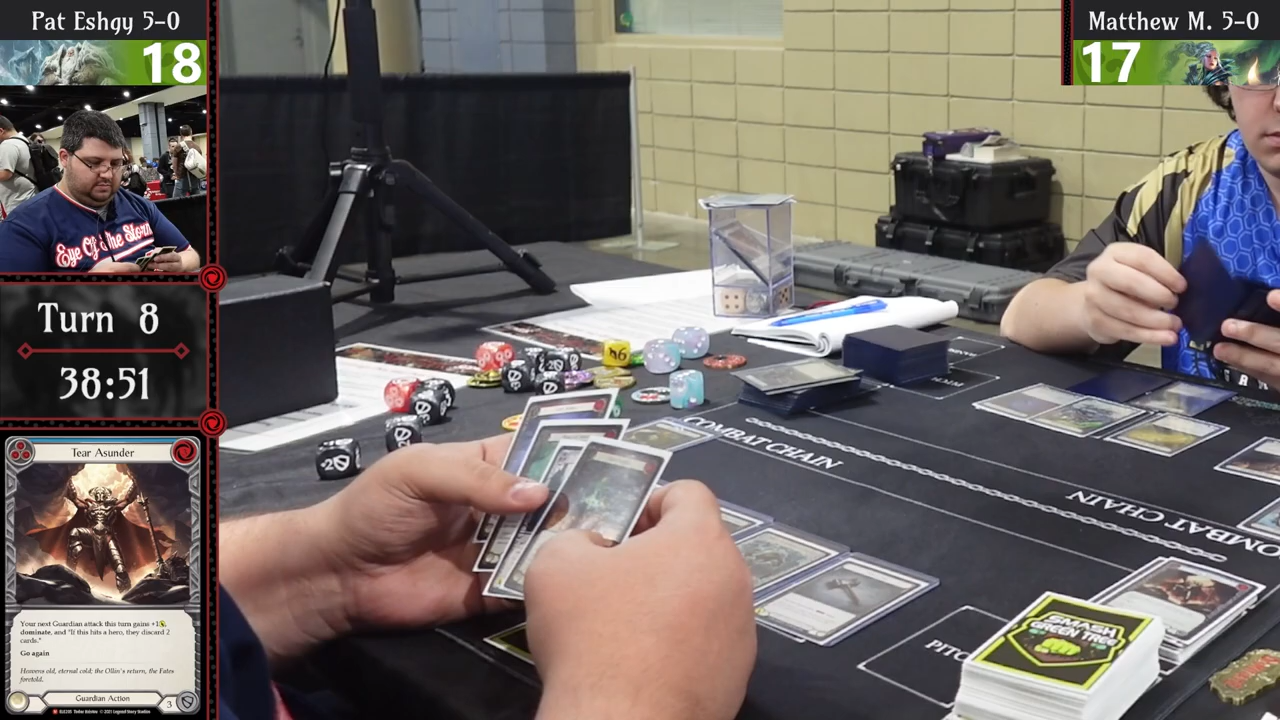 Pat Eshgy 5-0
18
Matthew M. 5-0
17
Eye Of The Storm
Turn 8
38:51
Tear Asunder
Your next Guardian attack this turn gains +1
dominate, and "If this hits a hero, they discard 2
cards."
Go again
Heavens old, eternal cold; the Ollin's return, the Fates
foretold.
Guardian Action
3
COMBAT CHAIN
COMBAT CHAIN
SMASH
GREEN TREE